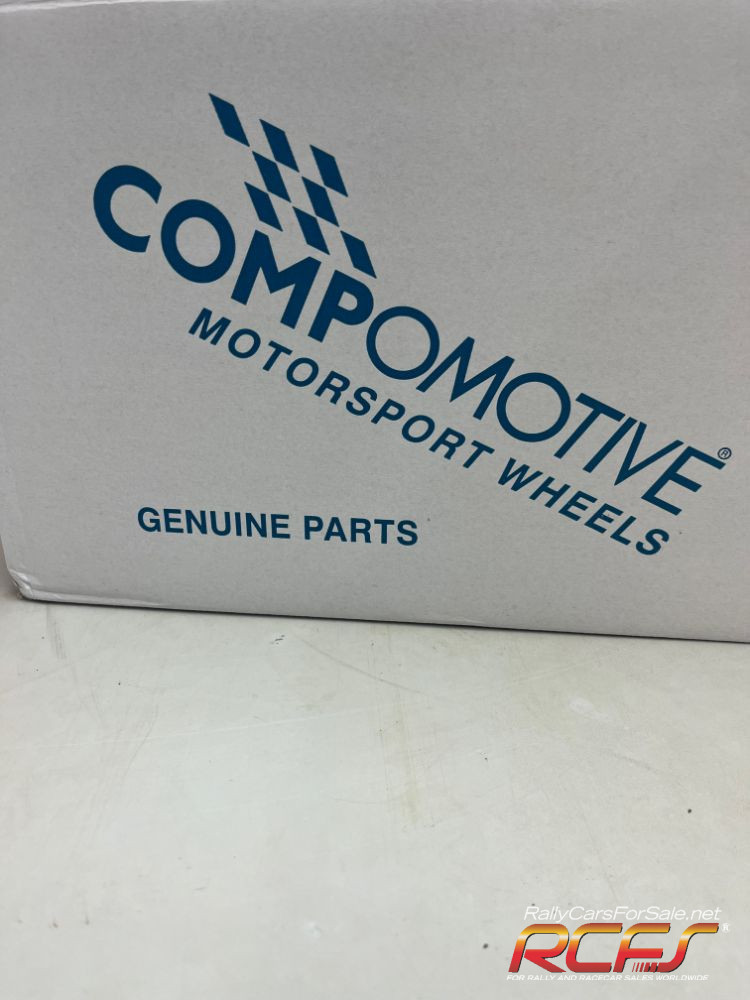 COMPOMOTIVE®
MOTORSPORT WHEELS
GENUINE PARTS
RallyCarsForSale.net
RCFS
FOR RALLY AND RACECAR SALES WORLDWIDE